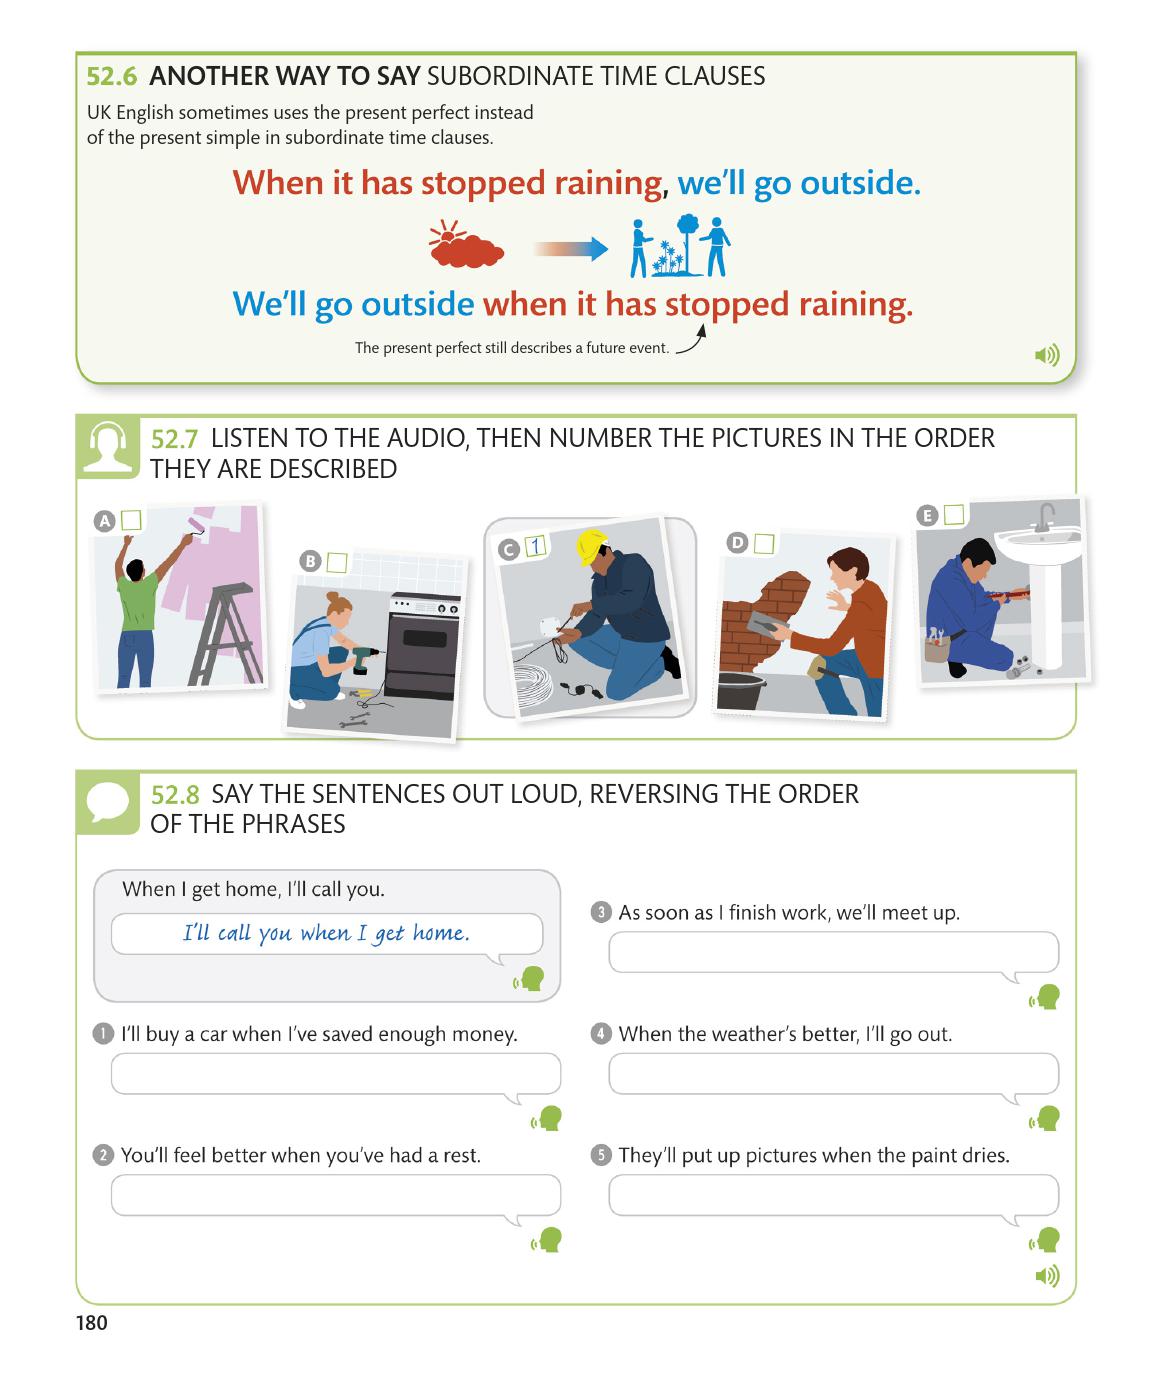 52.6 ANOTHER WAY TO SAY SUBORDINATE TIME CLAUSES
UK English sometimes uses the present perfect instead
of the present simple in subordinate time clauses.
When it has stopped raining, we'll go outside.
We'll go outside when it has stopped raining.
The present perfect still describes a future event.
52.7 LISTEN TO THE AUDIO, THEN NUMBER THE PICTURES IN THE ORDER
THEY ARE DESCRIBED
A
B
C 1
D
E
52.8 SAY THE SENTENCES OUT LOUD, REVERSING THE ORDER
OF THE PHRASES
When I get home, I'll call you.
I'll call you when I get home.
1 I'll buy a car when I've saved enough money.
2 You'll feel better when you've had a rest.
3 As soon as I finish work, we'll meet up.
4 When the weather's better, I'll go out.
5 They'll put up pictures when the paint dries.
180